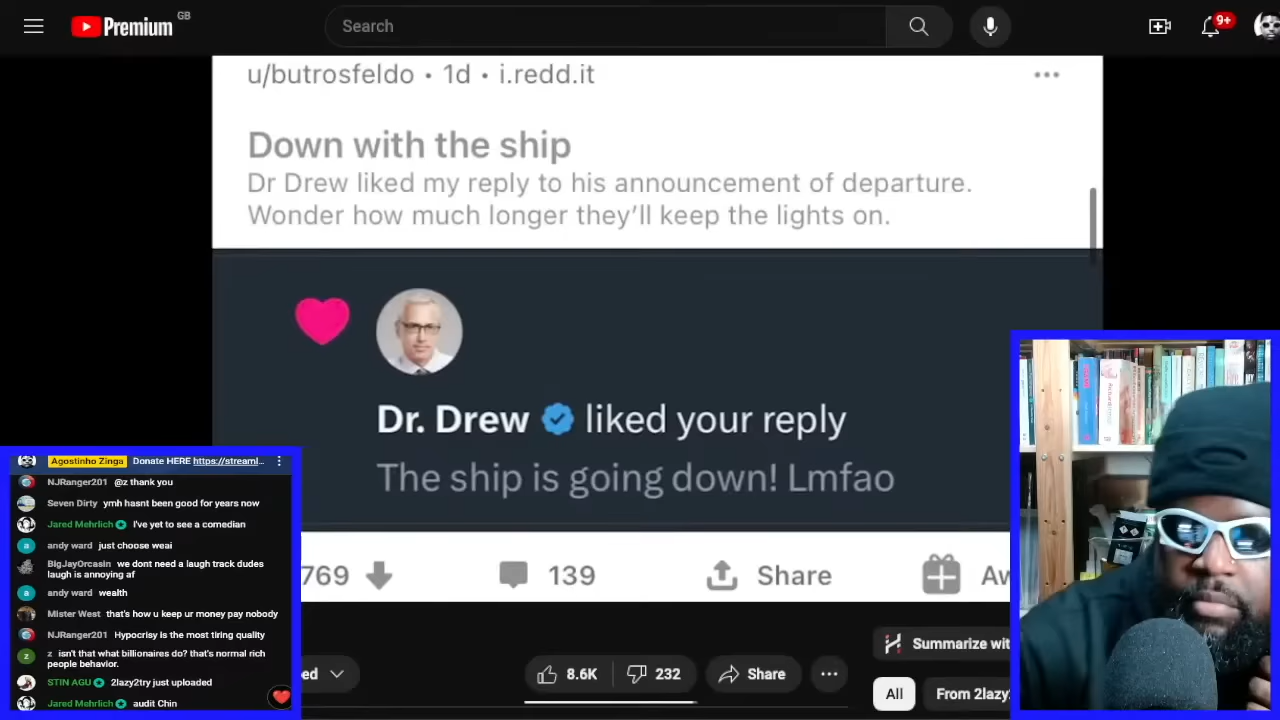 Premium GB
Search
9+
u/butrosfeldo • 1d • i.redd.it
Down with the ship
Dr Drew liked my reply to his announcement of departure.
Wonder how much longer they'll keep the lights on.
Dr. Drew liked your reply
The ship is going down! Lmfao
769
139
Share
Aw
Summarize wit
ed
8.6K
232
Share
All
From 2lazy
Agostinho Zinga Donate HERE https://streaml...
NJRanger201 @z thank you
Seven Dirty ymh hasnt been good for years now
Jared Mehrlich I've yet to see a comedian
andy ward just choose weai
BigJayOrcasin we dont need a laugh track dudes
laugh is annoying af
andy ward wealth
Mister West that's how u keep ur money pay nobody
NJRanger201 Hypocrisy is the most tiring quality
z isn't that what billionaires do? that's normal rich
people behavior.
STIN AGU 2lazy2try just uploaded
Jared Mehrlich audit Chin